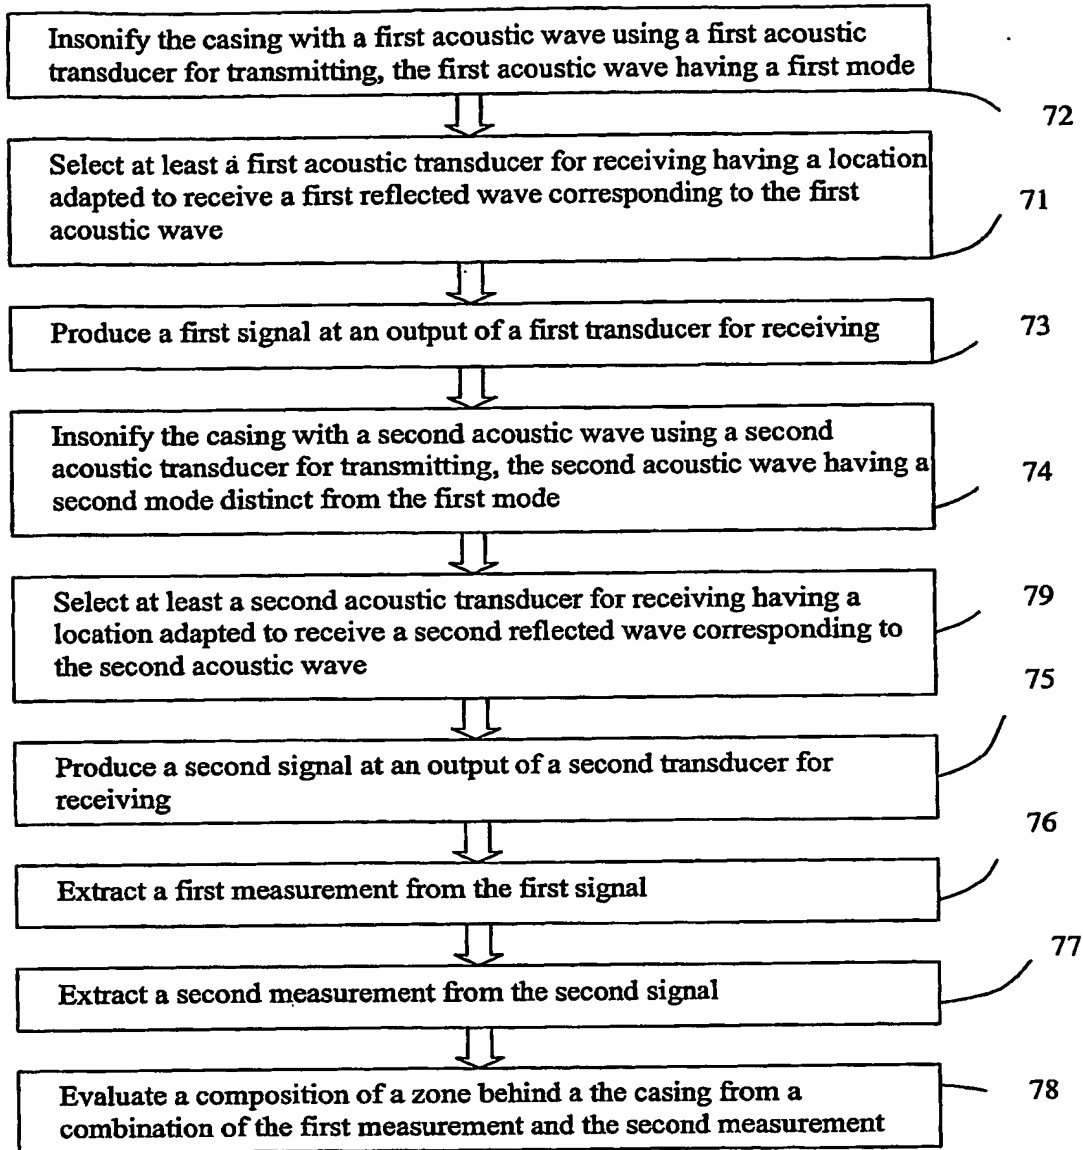 Insonify the casing with a first acoustic wave using a first acoustic
transducer for transmitting, the first acoustic wave having a first mode
72
Select at least a first acoustic transducer for receiving having a location
adapted to receive a first reflected wave corresponding to the first
acoustic wave
71
Produce a first signal at an output of a first transducer for receiving
73
Insonify the casing with a second acoustic wave using a second
acoustic transducer for transmitting, the second acoustic wave having a
second mode distinct from the first mode
74
Select at least a second acoustic transducer for receiving having a
location adapted to receive a second reflected wave corresponding to
the second acoustic wave
79
Produce a second signal at an output of a second transducer for
receiving
75
Extract a first measurement from the first signal
76
Extract a second measurement from the second signal
77
Evaluate a composition of a zone behind a the casing from a
combination of the first measurement and the second measurement
78